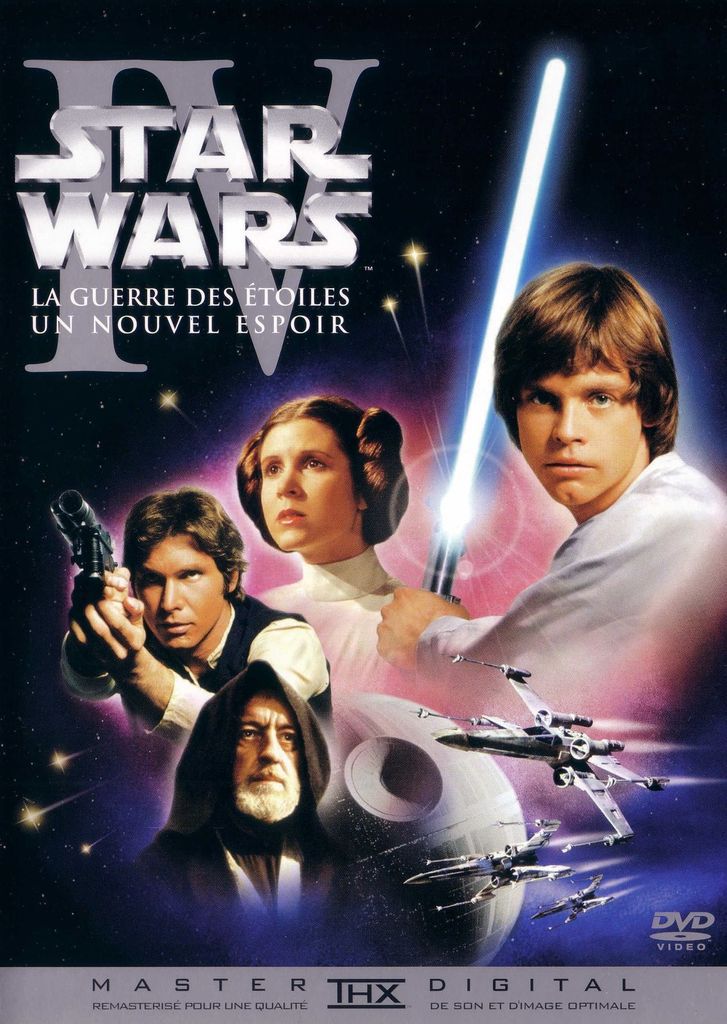 IV
STAR
WARS
™
LA GUERRE DES ÉTOILES
UN NOUVEL ESPOIR
DVD
VIDEO
MASTER THX DIGITAL
REMASTERISÉ POUR UNE QUALITÉ DE SON ET D'IMAGE OPTIMALE